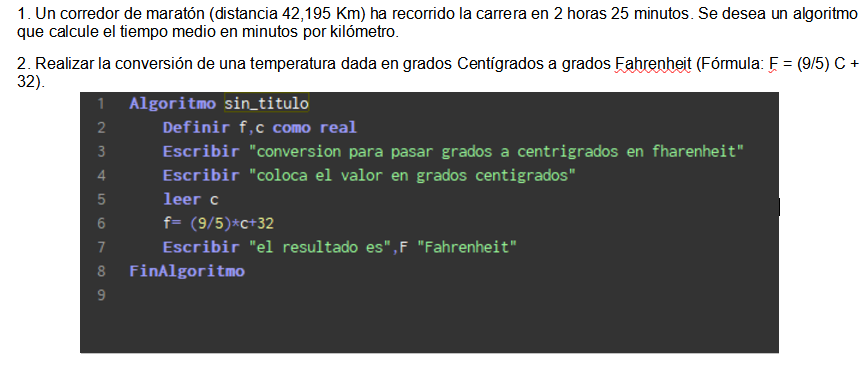 1. Un corredor de maratón (distancia 42,195 Km) ha recorrido la carrera en 2 horas 25 minutos. Se desea un algoritmo
que calcule el tiempo medio en minutos por kilómetro.
2. Realizar la conversión de una temperatura dada en grados Centígrados a grados Fahrenheit (Fórmula: F = (9/5) C +
32).
1 Algoritmo sin_titulo
2 Definir f,c como real
3 Escribir "conversion para pasar grados a centrigrados en fharenheit"
4 Escribir "coloca el valor en grados centigrados"
5 leer c
6 f= (9/5)*c+32
7 Escribir "el resultado es",F "Fahrenheit"
8 FinAlgoritmo
9